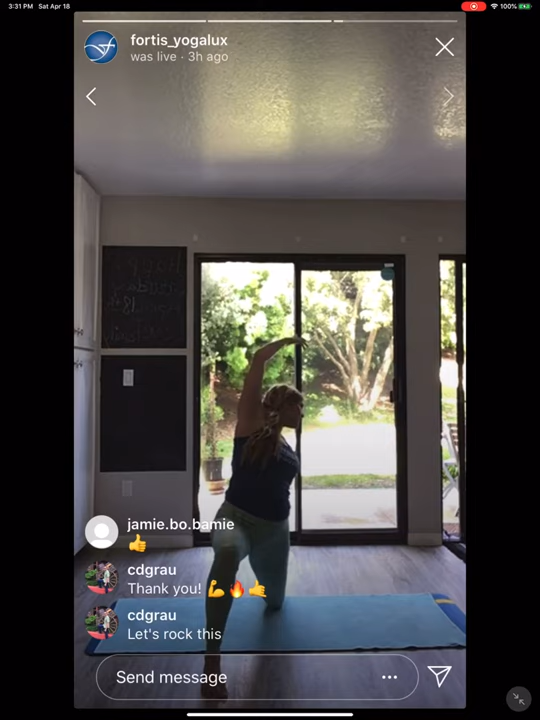 3:31 PM Sat Apr 18
100%
fortis_yogalux
was live · 3h ago
jamie.bo.bamie
👍
cdgrau
Thank you! 💪🔥🤙
cdgrau
Let's rock this
Send message